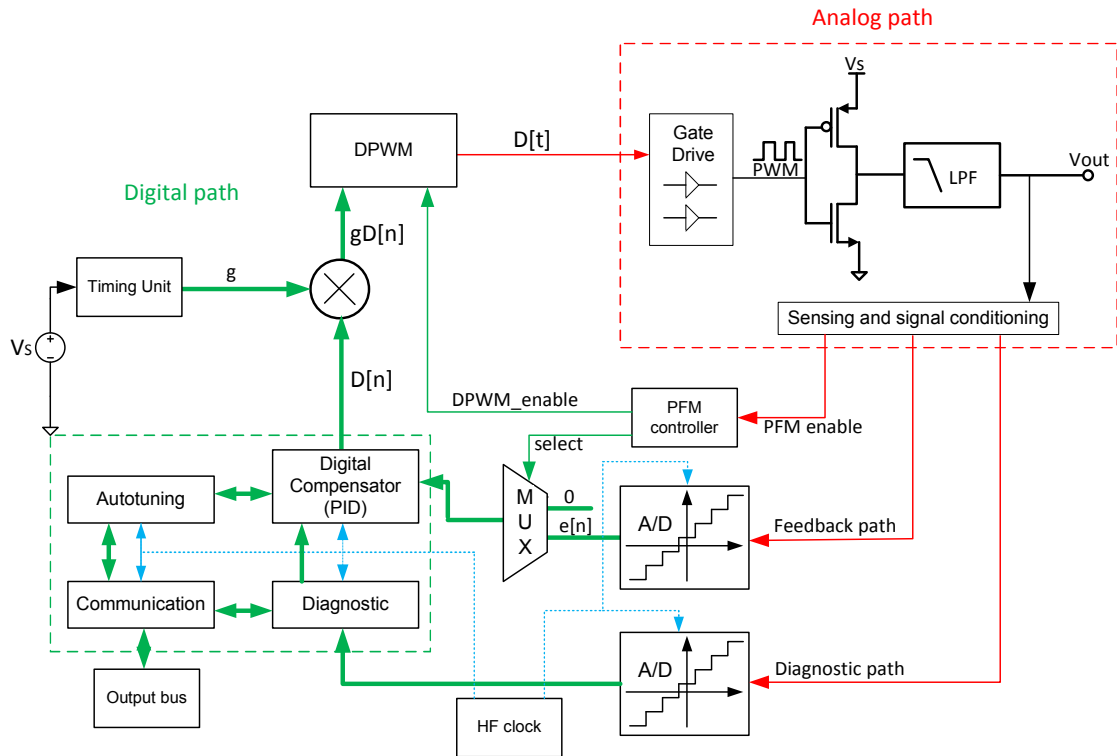 Analog path
Vs
Gate
Drive
DPWM
D[t]
PWM
LPF
Vout
Digital path
gD[n]
g
Timing Unit
Sensing and signal conditioning
Vs
D[n]
DPWM_enable
PFM
controller
PFM enable
select
Digital
Compensator
(PID)
Autotuning
M
U
X
0
e[n]
A/D
Feedback path
Communication
Diagnostic
A/D
Diagnostic path
Output bus
HF clock